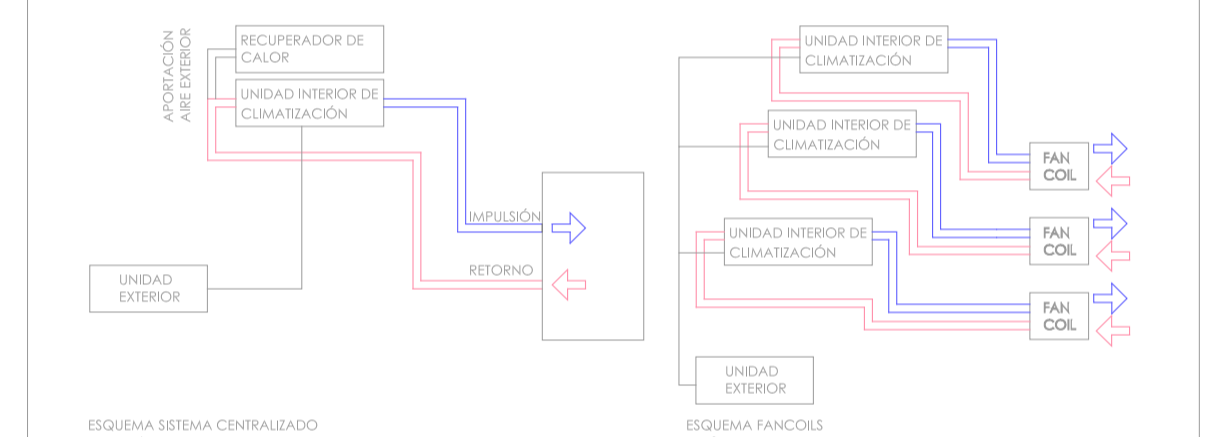 APORTACIÓN
AIRE EXTERIOR
RECUPERADOR DE
CALOR
UNIDAD INTERIOR DE
CLIMATIZACIÓN
IMPULSIÓN
RETORNO
UNIDAD
EXTERIOR
ESQUEMA SISTEMA CENTRALIZADO
UNIDAD INTERIOR DE
CLIMATIZACIÓN
UNIDAD INTERIOR DE
CLIMATIZACIÓN
UNIDAD INTERIOR DE
CLIMATIZACIÓN
FAN
COIL
FAN
COIL
FAN
COIL
UNIDAD
EXTERIOR
ESQUEMA FANCOILS